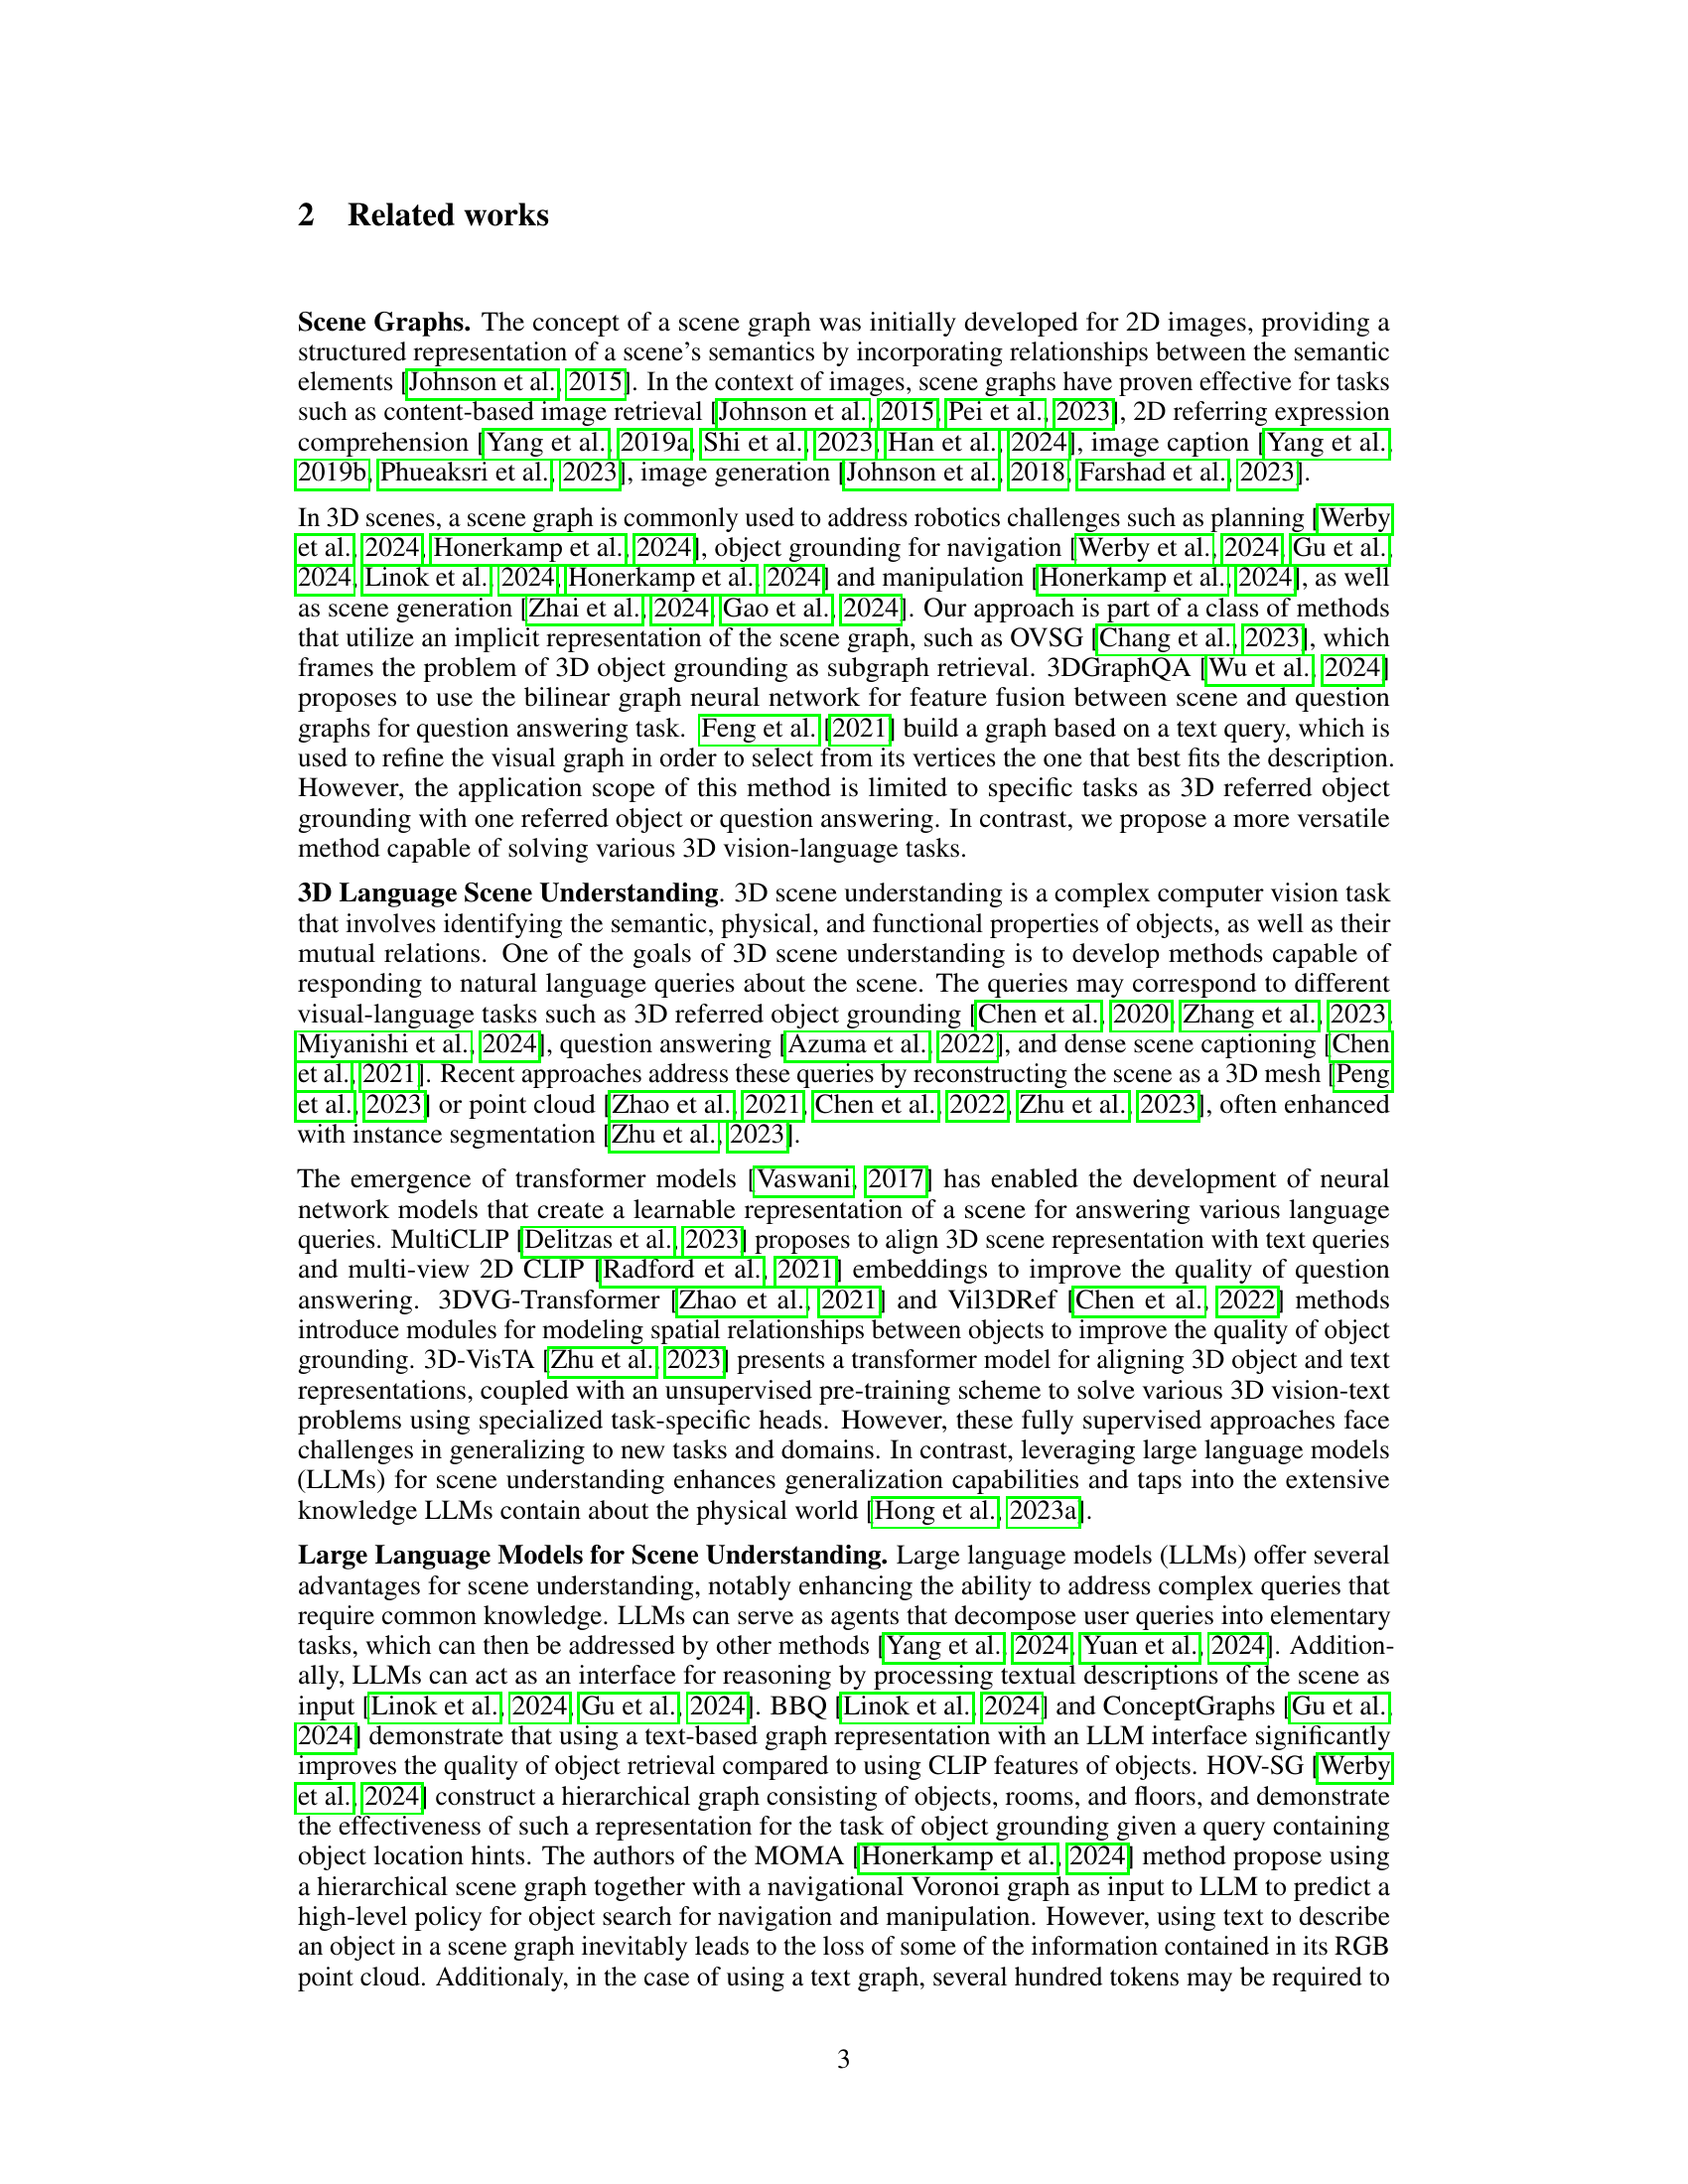 2 Related works
Scene Graphs. The concept of a scene graph was initially developed for 2D images, providing a
structured representation of a scene's semantics by incorporating relationships between the semantic
elements [Johnson et al., 2015]. In the context of images, scene graphs have proven effective for tasks
such as content-based image retrieval [Johnson et al., 2015, Pei et al., 2023], 2D referring expression
comprehension [Yang et al., 2019a, Shi et al., 2023, Han et al., 2024], image caption [Yang et al.,
2019b, Phueaksri et al., 2023], image generation [Johnson et al., 2018, Farshad et al., 2023].
In 3D scenes, a scene graph is commonly used to address robotics challenges such as planning [Werby
et al., 2024, Honerkamp et al., 2024], object grounding for navigation [Werby et al., 2024, Gu et al.,
2024, Linok et al., 2024, Honerkamp et al., 2024] and manipulation [Honerkamp et al., 2024], as well
as scene generation [Zhai et al., 2024, Gao et al., 2024]. Our approach is part of a class of methods
that utilize an implicit representation of the scene graph, such as OVSG [Chang et al., 2023], which
frames the problem of 3D object grounding as subgraph retrieval. 3DGraphQA [Wu et al., 2024]
proposes to use the bilinear graph neural network for feature fusion between scene and question
graphs for question answering task. Feng et al. [2021] build a graph based on a text query, which is
used to refine the visual graph in order to select from its vertices the one that best fits the description.
However, the application scope of this method is limited to specific tasks as 3D referred object
grounding with one referred object or question answering. In contrast, we propose a more versatile
method capable of solving various 3D vision-language tasks.
3D Language Scene Understanding. 3D scene understanding is a complex computer vision task
that involves identifying the semantic, physical, and functional properties of objects, as well as their
mutual relations. One of the goals of 3D scene understanding is to develop methods capable of
responding to natural language queries about the scene. The queries may correspond to different
visual-language tasks such as 3D referred object grounding [Chen et al., 2020, Zhang et al., 2023,
Miyanishi et al., 2024], question answering [Azuma et al., 2022], and dense scene captioning [Chen
et al., 2021]. Recent approaches address these queries by reconstructing the scene as a 3D mesh [Peng
et al., 2023] or point cloud [Zhao et al., 2021, Chen et al., 2022, Zhu et al., 2023], often enhanced
with instance segmentation [Zhu et al., 2023].
The emergence of transformer models [Vaswani, 2017] has enabled the development of neural
network models that create a learnable representation of a scene for answering various language
queries. MultiCLIP [Delitzas et al., 2023] proposes to align 3D scene representation with text queries
and multi-view 2D CLIP [Radford et al., 2021] embeddings to improve the quality of question
answering. 3DVG-Transformer [Zhao et al., 2021] and Vil3DRef [Chen et al., 2022] methods
introduce modules for modeling spatial relationships between objects to improve the quality of object
grounding. 3D-VisTA [Zhu et al., 2023] presents a transformer model for aligning 3D object and text
representations, coupled with an unsupervised pre-training scheme to solve various 3D vision-text
problems using specialized task-specific heads. However, these fully supervised approaches face
challenges in generalizing to new tasks and domains. In contrast, leveraging large language models
(LLMs) for scene understanding enhances generalization capabilities and taps into the extensive
knowledge LLMs contain about the physical world [Hong et al., 2023a].
Large Language Models for Scene Understanding. Large language models (LLMs) offer several
advantages for scene understanding, notably enhancing the ability to address complex queries that
require common knowledge. LLMs can serve as agents that decompose user queries into elementary
tasks, which can then be addressed by other methods [Yang et al., 2024, Yuan et al., 2024]. Addition-
ally, LLMs can act as an interface for reasoning by processing textual descriptions of the scene as
input [Linok et al., 2024, Gu et al., 2024]. BBQ [Linok et al., 2024] and ConceptGraphs [Gu et al.,
2024] demonstrate that using a text-based graph representation with an LLM interface significantly
improves the quality of object retrieval compared to using CLIP features of objects. HOV-SG [Werby
et al., 2024] construct a hierarchical graph consisting of objects, rooms, and floors, and demonstrate
the effectiveness of such a representation for the task of object grounding given a query containing
object location hints. The authors of the MOMA [Honerkamp et al., 2024] method propose using
a hierarchical scene graph together with a navigational Voronoi graph as input to LLM to predict a
high-level policy for object search for navigation and manipulation. However, using text to describe
an object in a scene graph inevitably leads to the loss of some of the information contained in its RGB
point cloud. Additionaly, in the case of using a text graph, several hundred tokens may be required to
3